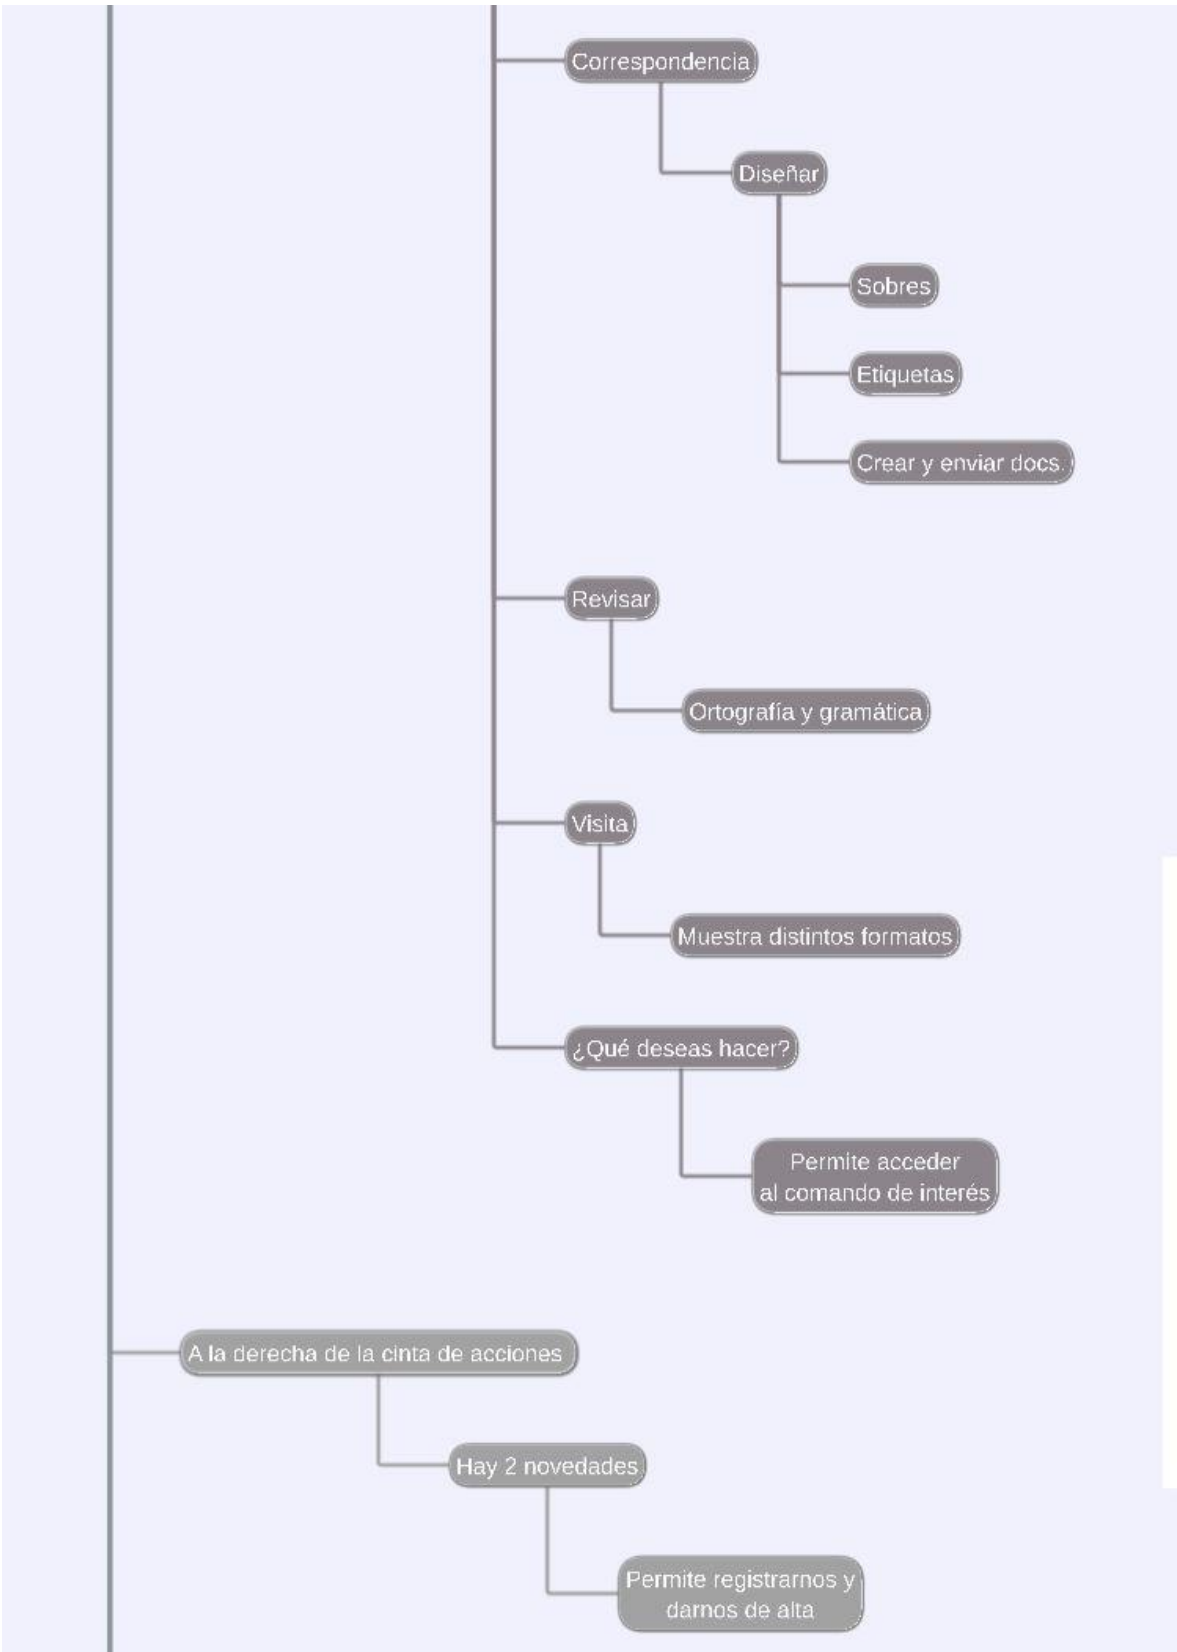 Correspondencia
Diseñar
Sobres
Etiquetas
Crear y enviar docs.
Revisar
Ortografía y gramática
Visita
Muestra distintos formatos
¿Qué deseas hacer?
Permite acceder
al comando de interés
A la derecha de la cinta de acciones
Hay 2 novedades
Permite registrarnos y
darnos de alta